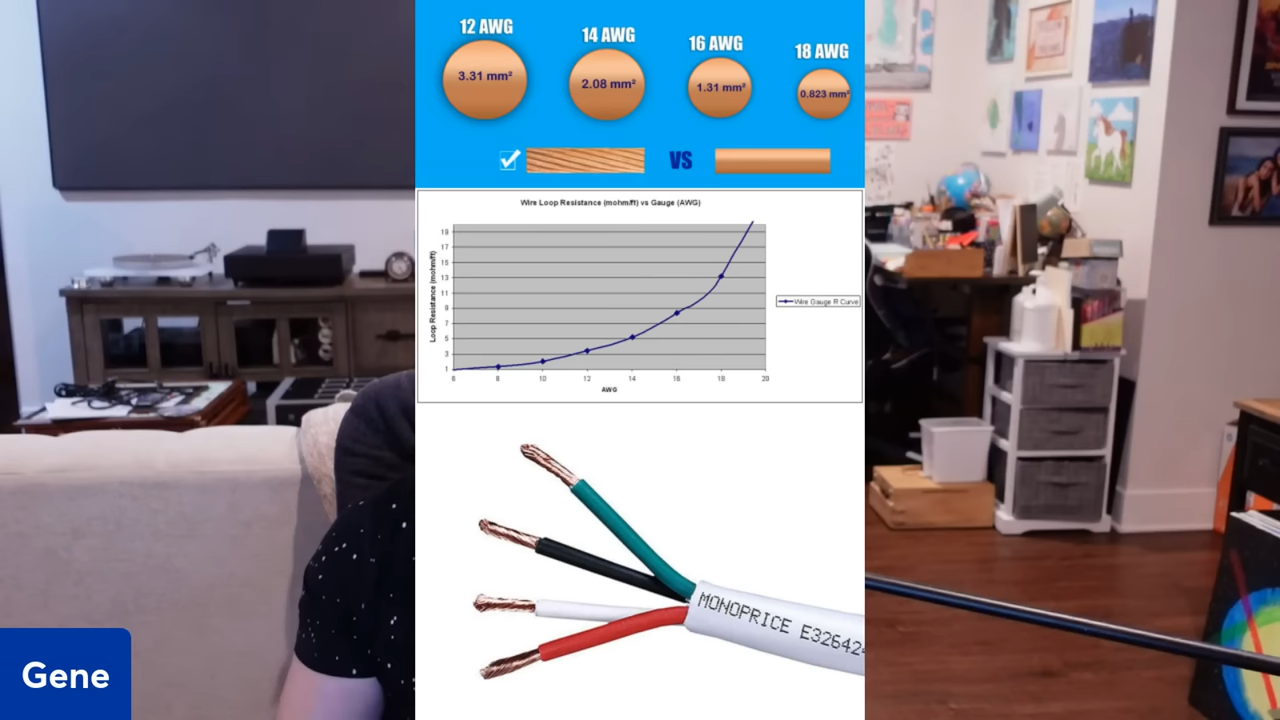 12 AWG
14 AWG
16 AWG
18 AWG
3.31 mm²
2.08 mm²
1.31 mm²
0.823 mm²
VS
Wire Loop Resistance (mohm/ft) vs Gauge (AWG)
Loop Resistance (mohm/ft)
19
17
15
13
11
9
7
5
3
1
6
8
10
12
14
16
18
20
AWG
Wire Gauge R Curve
MONOPRICE E32642
Gene